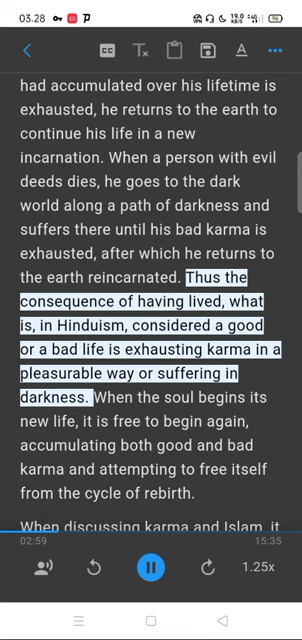 03.28
19.0
KB/S
96
CC
had accumulated over his lifetime is
exhausted, he returns to the earth to
continue his life in a new
incarnation. When a person with evil
deeds dies, he goes to the dark
world along a path of darkness and
suffers there until his bad karma is
exhausted, after which he returns to
the earth reincarnated. Thus the
consequence of having lived, what
is, in Hinduism, considered a good
or a bad life is exhausting karma in a
pleasurable way or suffering in
darkness. When the soul begins its
new life, it is free to begin again,
accumulating both good and bad
karma and attempting to free itself
from the cycle of rebirth.
When discussing karma and Islam, it
02:59
15:35
1.25x